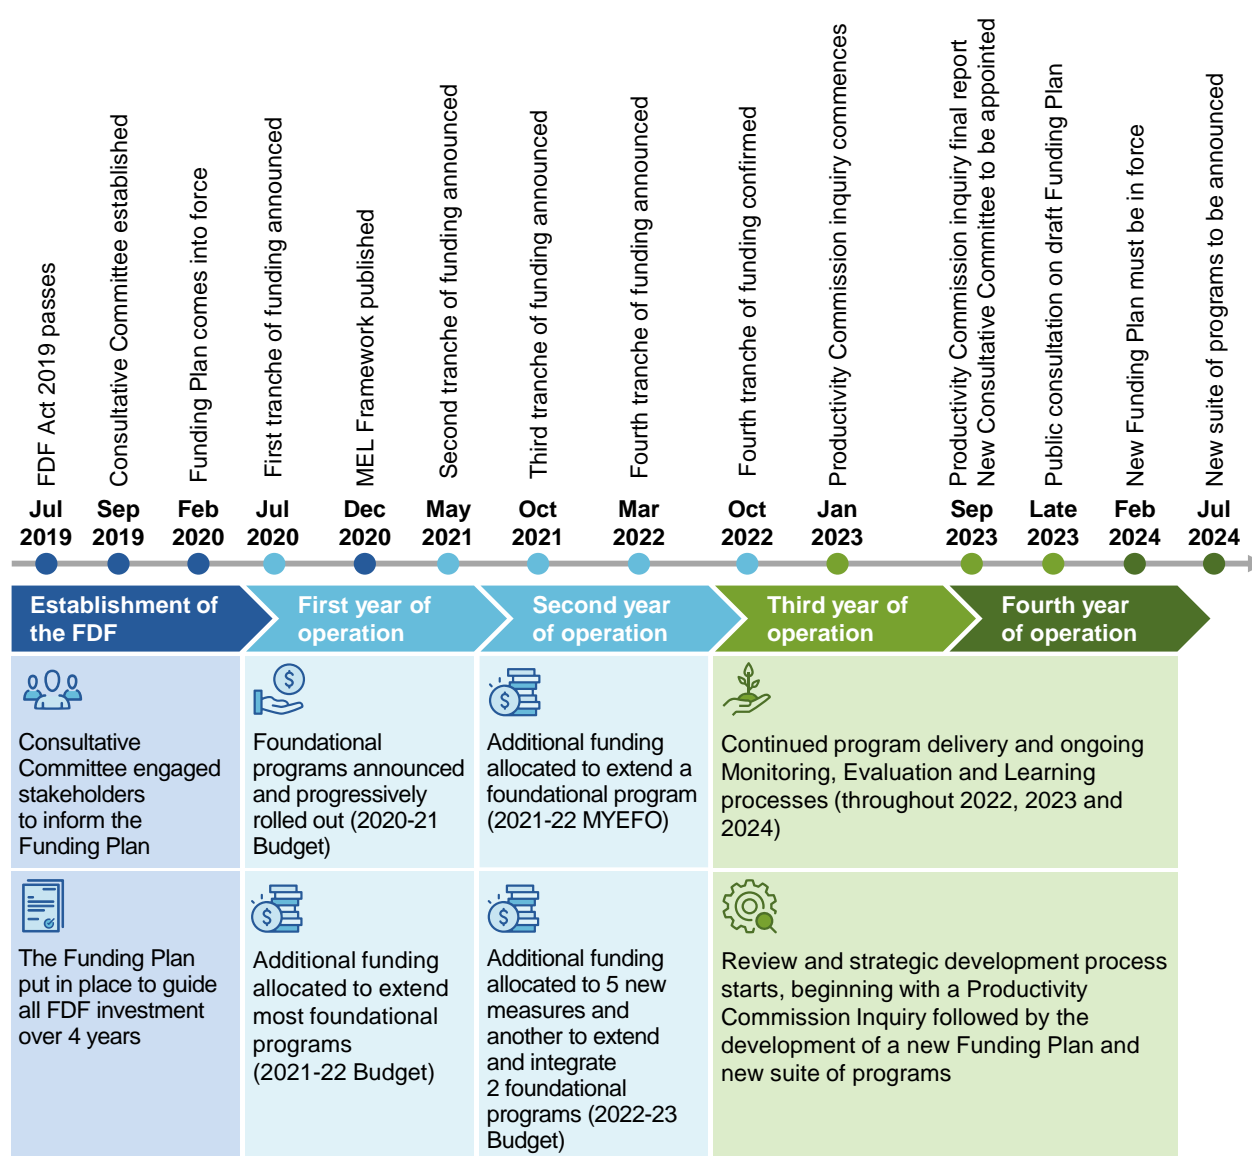 FDF Act 2019 passes
Consultative Committee established
Funding Plan comes into force
First tranche of funding announced
MEL Framework published
Second tranche of funding announced
Third tranche of funding announced
Fourth tranche of funding announced
Fourth tranche of funding confirmed
Productivity Commission inquiry commences
Productivity Commission inquiry final report
New Consultative Committee to be appointed
Public consultation on draft Funding Plan
New Funding Plan must be in force
New suite of programs to be announced
Jul
2019
Sep
2019
Feb
2020
Jul
2020
Dec
2020
May
2021
Oct
2021
Mar
2022
Oct
2022
Jan
2023
Sep
2023
Late
2023
Feb
2024
Jul
2024
Establishment of
the FDF
First year of
operation
Second year
of operation
Third year of
operation
Fourth year
of operation
Consultative
Committee engaged
stakeholders
to inform the
Funding Plan
$
Foundational
programs announced
and progressively
rolled out (2020-21
Budget)
$
Additional funding
allocated to extend a
foundational program
(2021-22 MYEFO)
Continued program delivery and ongoing
Monitoring, Evaluation and Learning
processes (throughout 2022, 2023 and
2024)
The Funding Plan
put in place to guide
all FDF investment
over 4 years
$
Additional funding
allocated to extend
most foundational
programs
(2021-22 Budget)
$
Additional funding
allocated to 5 new
measures and
another to extend
and integrate
2 foundational
programs (2022-23
Budget)
Review and strategic development process
starts, beginning with a Productivity
Commission Inquiry followed by the
development of a new Funding Plan and
new suite of programs